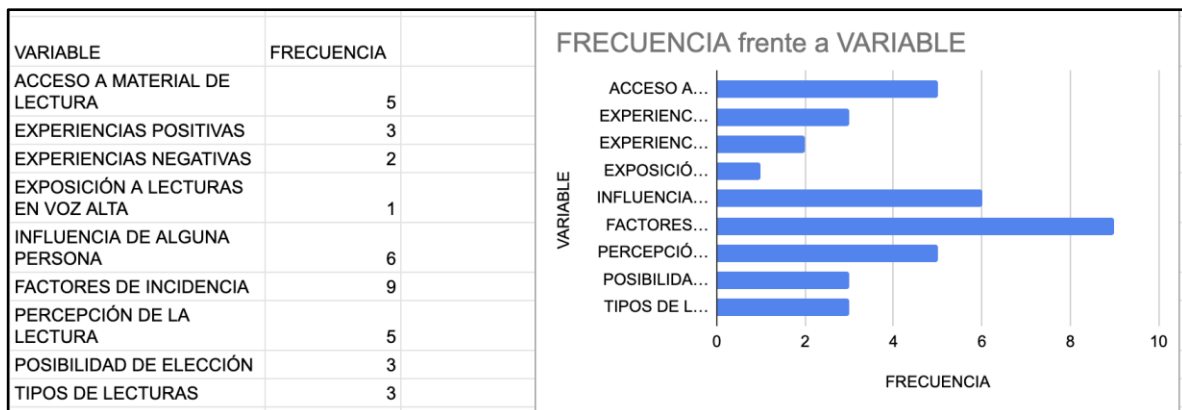 VARIABLE FRECUENCIA
ACCESO A MATERIAL DE
LECTURA 5
EXPERIENCIAS POSITIVAS 3
EXPERIENCIAS NEGATIVAS 2
EXPOSICIÓN A LECTURAS
EN VOZ ALTA 1
INFLUENCIA DE ALGUNA
PERSONA 6
FACTORES DE INCIDENCIA 9
PERCEPCIÓN DE LA
LECTURA 5
POSIBILIDAD DE ELECCIÓN 3
TIPOS DE LECTURAS 3
FRECUENCIA frente a VARIABLE
VARIABLE
ACCESO A…
EXPERIENC…
EXPERIENC…
EXPOSICIÓ…
INFLUENCIA…
FACTORES…
PERCEPCIÓ…
POSIBILIDA…
TIPOS DE L…
0 2 4 6 8 10
FRECUENCIA